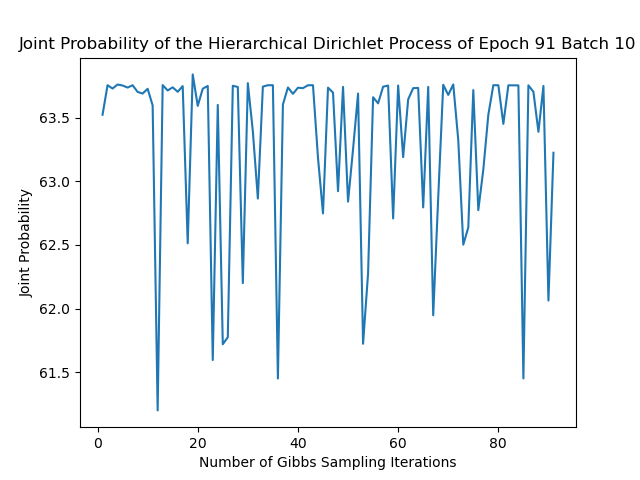 Joint Probability of the Hierarchical Dirichlet Process of Epoch 91 Batch 10
63.5
63.0
62.5
62.0
61.5
Joint Probability
0 20 40 60 80
Number of Gibbs Sampling Iterations